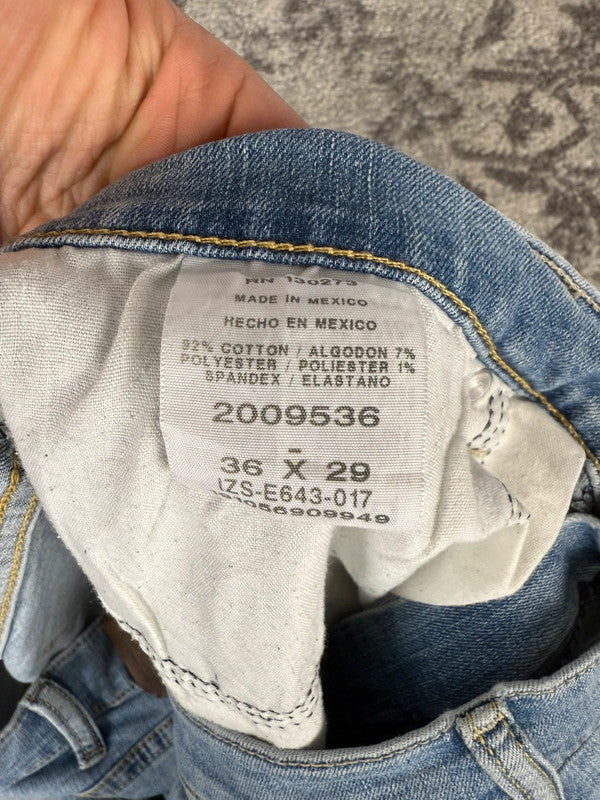 RN 130273
MADE IN MEXICO
HECHO EN MEXICO
92% COTTON / ALGODON 7%
POLYESTER / POLIESTER 1%
SPANDEX / ELASTANO
2009536
36 X 29
IZS-E643-017